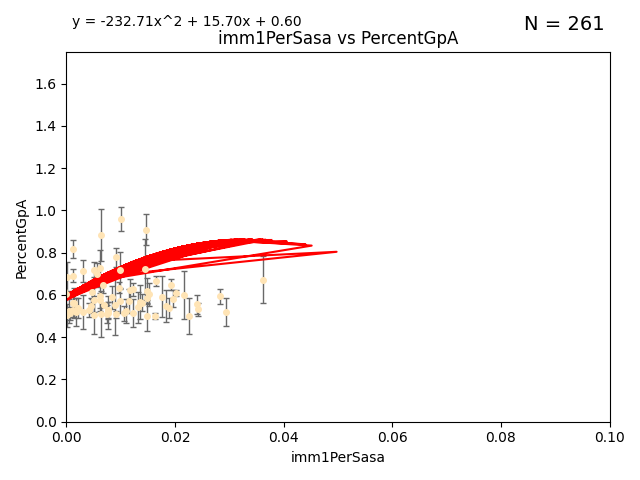 y = -232.71x^2 + 15.70x + 0.60
N = 261
imm1PerSasa vs PercentGpA
PercentGpA
1.6
1.4
1.2
1.0
0.8
0.6
0.4
0.2
0.0
0.00 0.02 0.04 0.06 0.08 0.10
imm1PerSasa